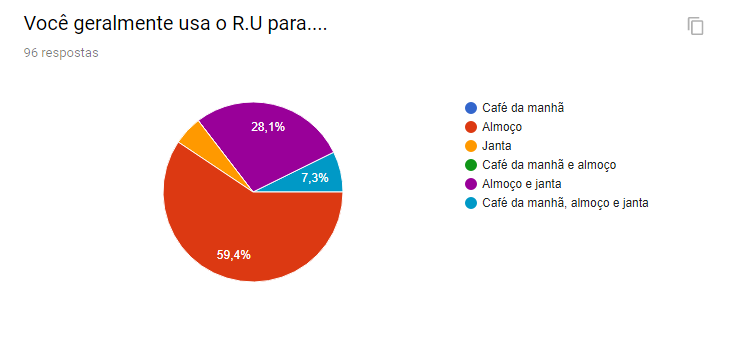 Você geralmente usa o R.U para....
96 respostas
28,1%
7,3%
59,4%
Café da manhã
Almoço
Janta
Café da manhã e almoço
Almoço e janta
Café da manhã, almoço e janta